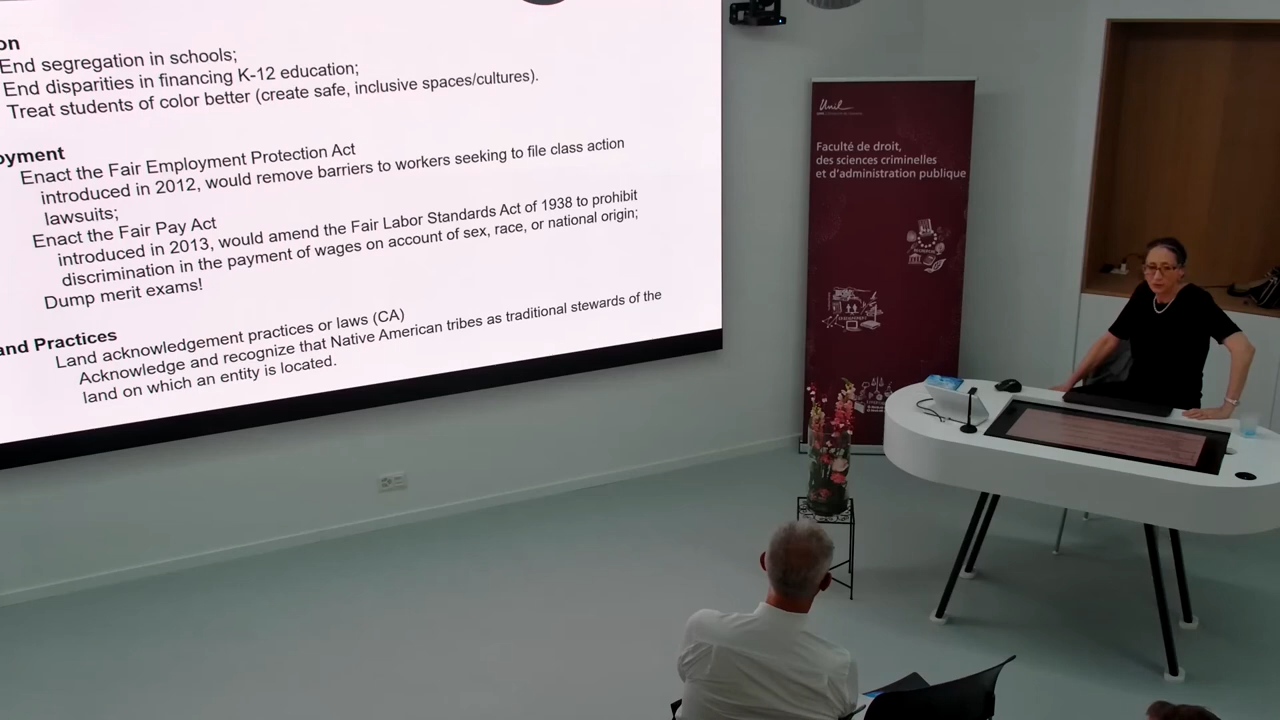 on
End segregation in schools;
End disparities in financing K-12 education;
Treat students of color better (create safe, inclusive spaces/cultures).
oyment
Enact the Fair Employment Protection Act
introduced in 2012, would remove barriers to workers seeking to file class action
lawsuits;
Enact the Fair Pay Act
introduced in 2013, would amend the Fair Labor Standards Act of 1938 to prohibit
discrimination in the payment of wages on account of sex, race, or national origin;
Dump merit exams!
and Practices
Land acknowledgement practices or laws (CA)
Acknowledge and recognize that Native American tribes as traditional stewards of the
land on which an entity is located.
Unil
Faculté de droit,
des sciences criminelles
et d'administration publique